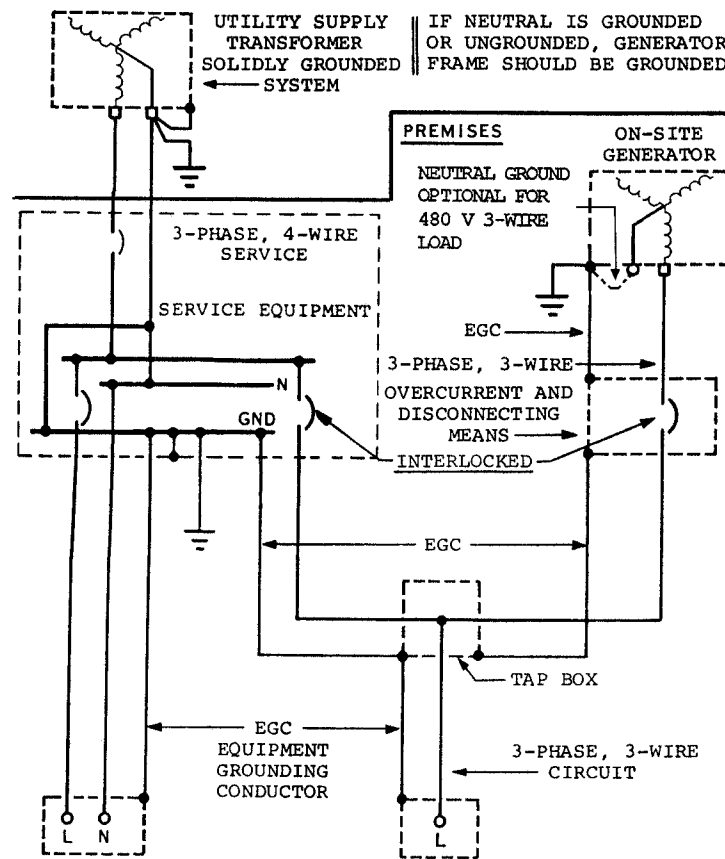 UTILITY SUPPLY
TRANSFORMER
SOLIDLY GROUNDED
SYSTEM
IF NEUTRAL IS GROUNDED
OR UNGROUNDED, GENERATOR
FRAME SHOULD BE GROUNDED
PREMISES
ON-SITE
GENERATOR
NEUTRAL GROUND
OPTIONAL FOR
480 V 3-WIRE
LOAD
3-PHASE, 4-WIRE
SERVICE
SERVICE EQUIPMENT
EGC
3-PHASE, 3-WIRE
N
OVERCURRENT AND
DISCONNECTING
MEANS
GND
INTERLOCKED
EGC
TAP BOX
EGC
EQUIPMENT
GROUNDING
CONDUCTOR
3-PHASE, 3-WIRE
CIRCUIT
L N
L